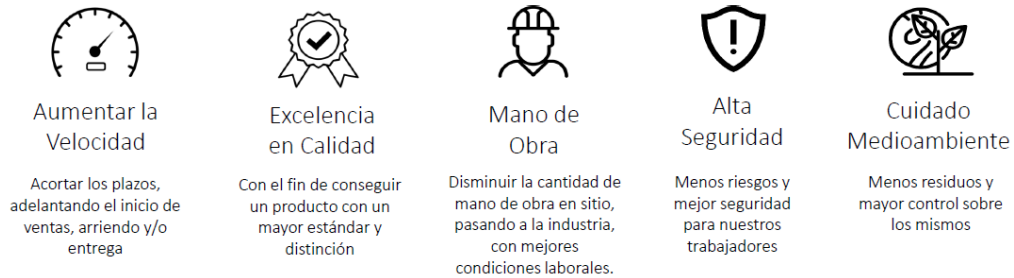 Aumentar la
Velocidad
Acortar los plazos,
adelantando el inicio de
ventas, arriendo y/o
entrega
Excelencia
en Calidad
Con el fin de conseguir
un producto con un
mayor estándar y
distinción
Mano de
Obra
Disminuir la cantidad de
mano de obra en sitio,
pasando a la industria,
con mejores
condiciones laborales.
Alta
Seguridad
Menos riesgos y
mejor seguridad
para nuestros
trabajadores
Cuidado
Medioambiente
Menos residuos y
mayor control sobre
los mismos